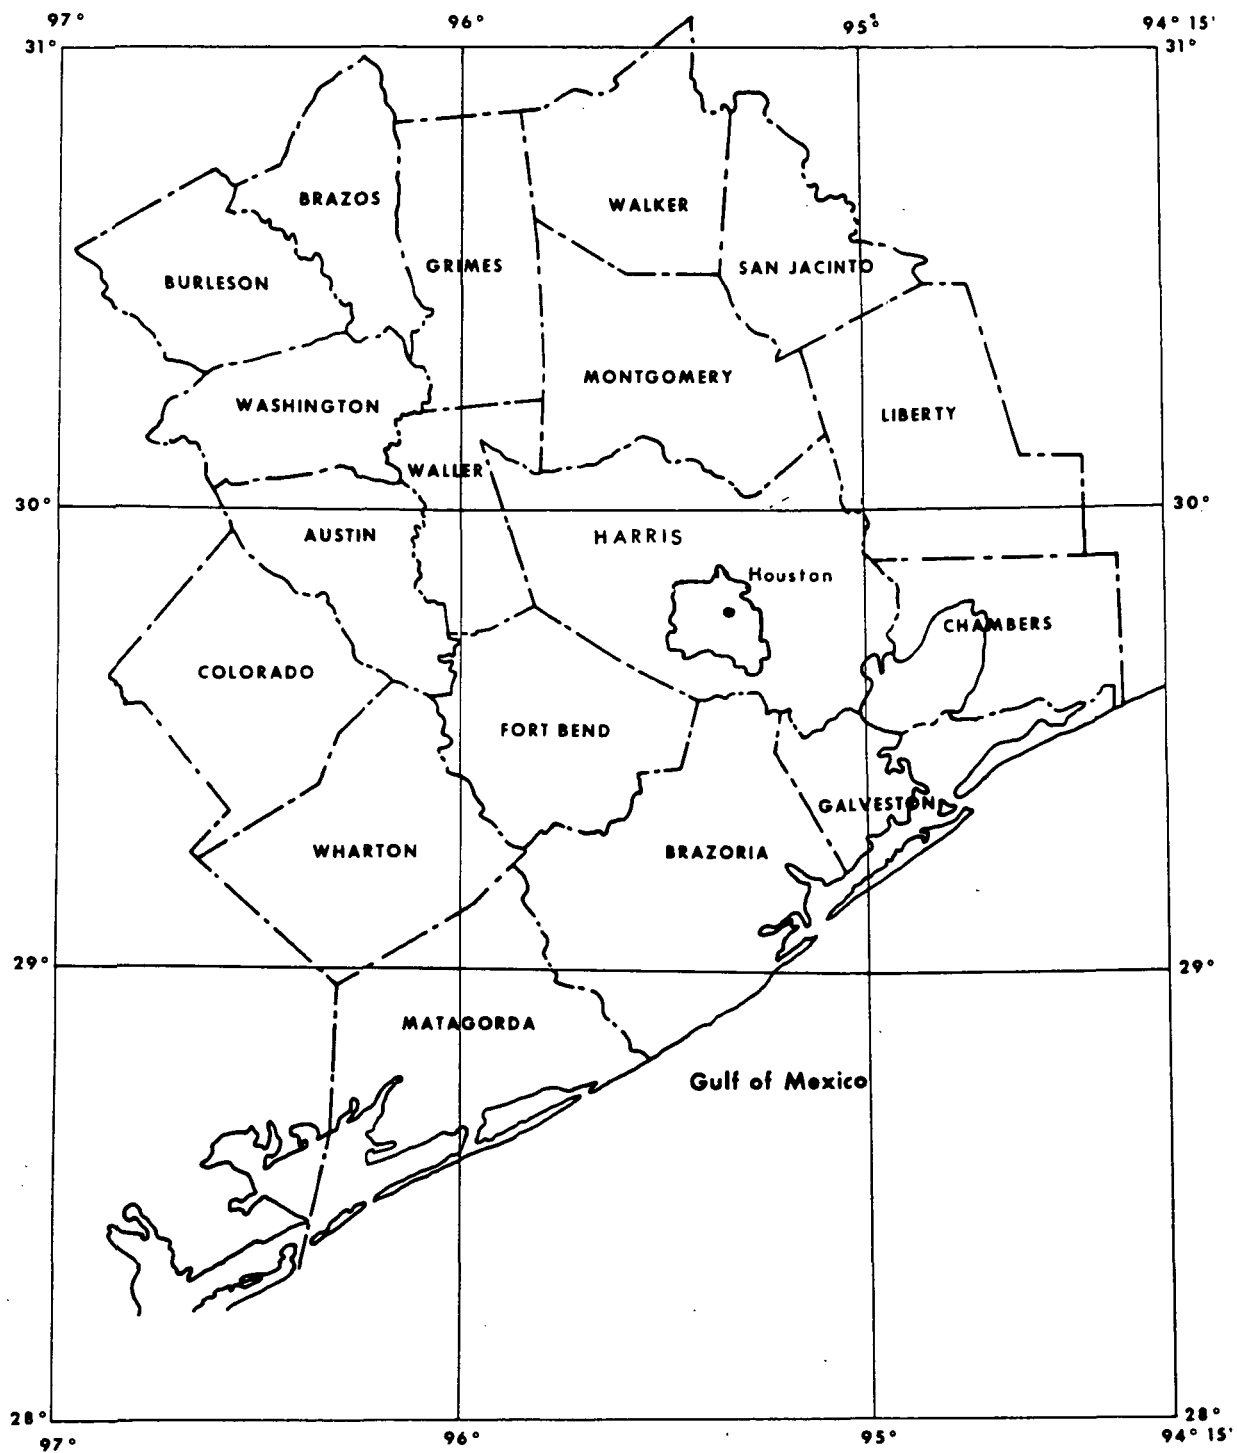 97° 96° 95° 94° 15'
31° 31°
BRAZOS
WALKER
GRIMES
SAN JACINTO
BURLESON
MONTGOMERY
WASHINGTON
LIBERTY
WALLER
30° 30°
AUSTIN
HARRIS
Houston
CHAMBERS
COLORADO
FORT BEND
GALVESTON
WHARTON
BRAZORIA
29° 29°
MATAGORDA
Gulf of Mexico
28° 28°
97° 96° 95° 94° 15'